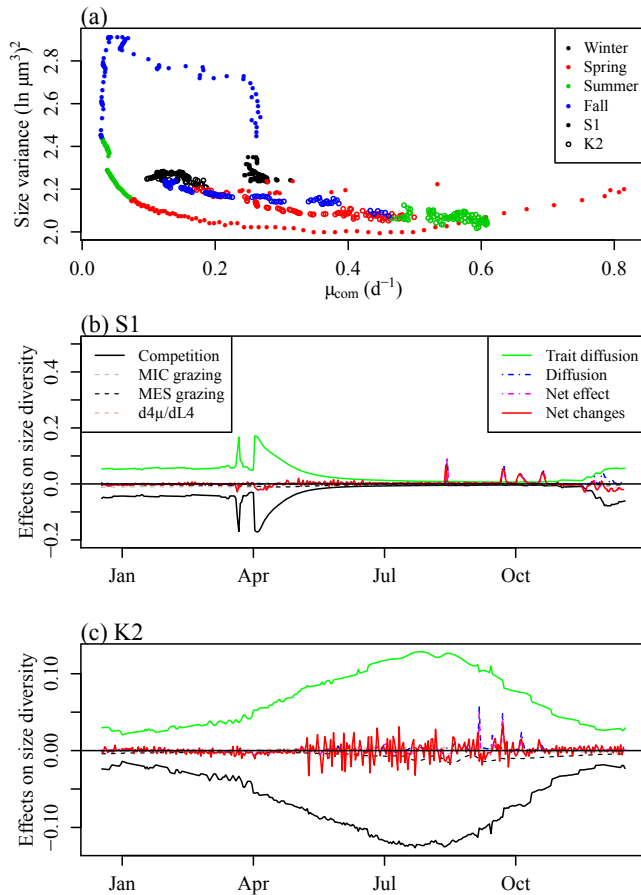 (a)
Size variance (ln μm³)²
2.0 2.2 2.4 2.6 2.8
Winter
Spring
Summer
Fall
S1
K2
0.0 0.2 0.4 0.6 0.8
μcom (d⁻¹)
(b) S1
Effects on size diversity
−0.2 0.0 0.2 0.4
Competition
MIC grazing
MES grazing
d4μ/dL4
Trait diffusion
Diffusion
Net effect
Net changes
Jan Apr Jul Oct
(c) K2
Effects on size diversity
−0.10 0.00 0.10
Jan Apr Jul Oct